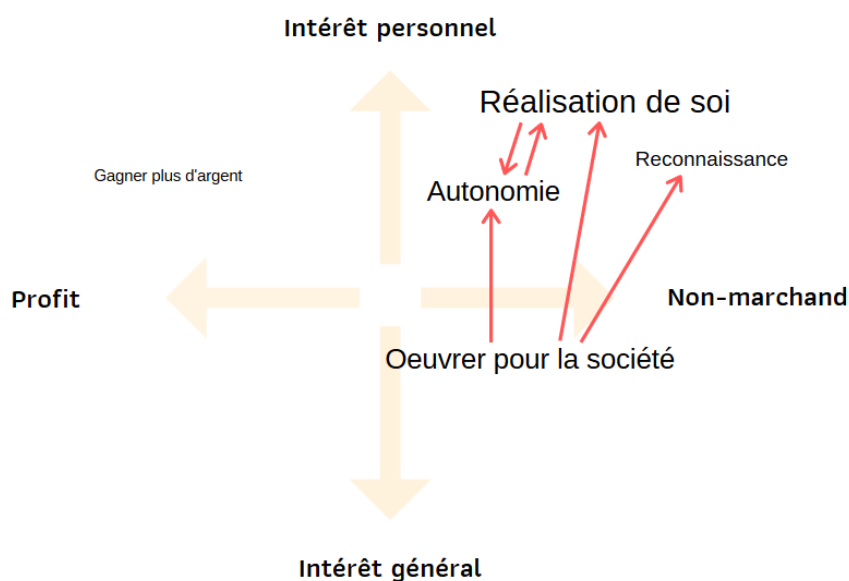 Intérêt personnel
Réalisation de soi
Reconnaissance
Gagner plus d'argent
Autonomie
Profit
Non-marchand
Oeuvrer pour la société
Intérêt général